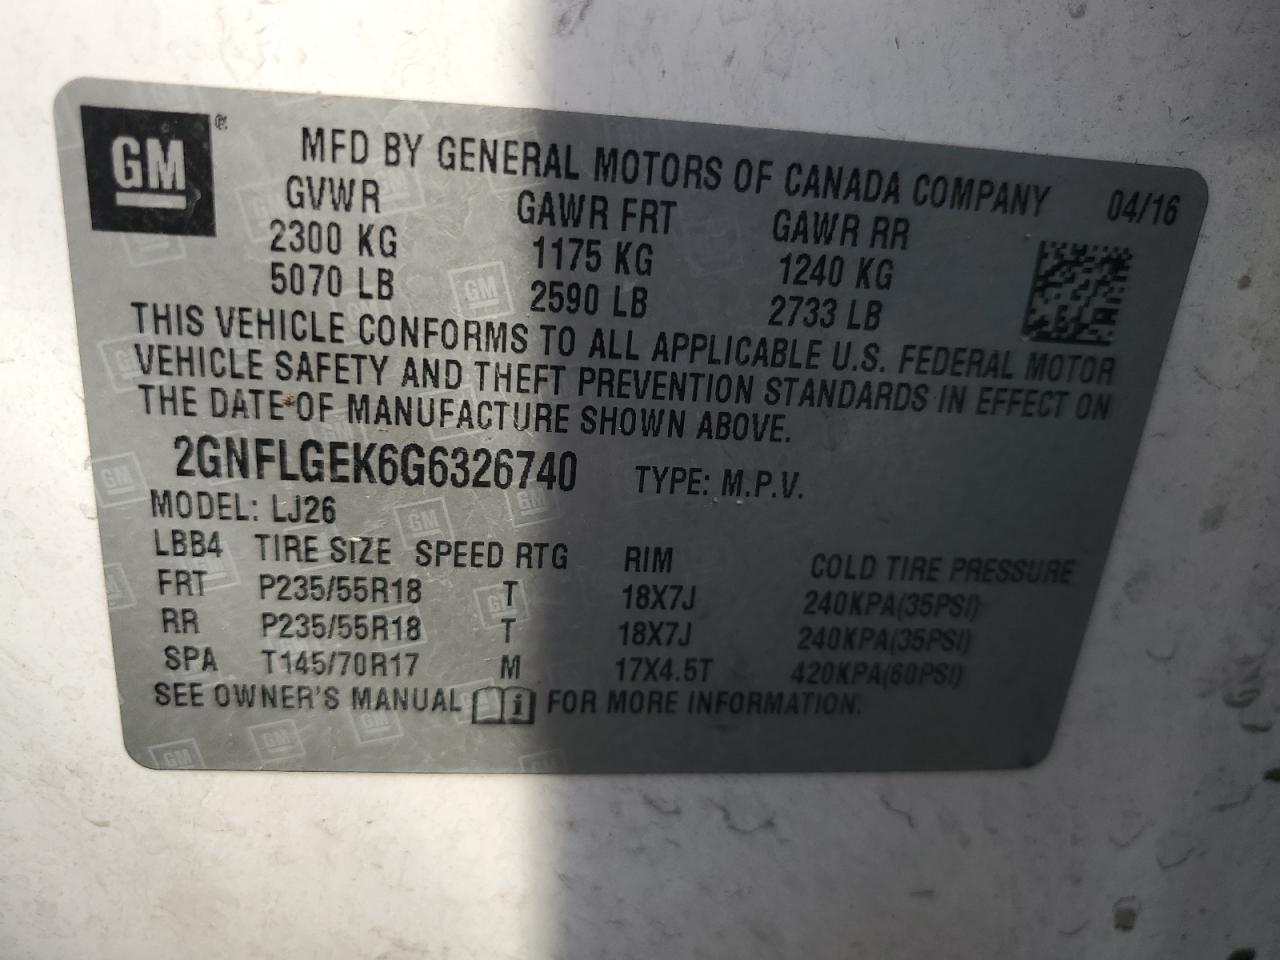 GM ® MFD BY GENERAL MOTORS OF CANADA COMPANY 04/16
GVWR GAWR FRT GAWR RR
2300 KG 1175 KG 1240 KG
5070 LB 2590 LB 2733 LB
THIS VEHICLE CONFORMS TO ALL APPLICABLE U.S. FEDERAL MOTOR
VEHICLE SAFETY AND THEFT PREVENTION STANDARDS IN EFFECT ON
THE DATE OF MANUFACTURE SHOWN ABOVE.
2GNFLGEK6G6326740 TYPE: M.P.V.
MODEL: LJ26
LBB4 TIRE SIZE SPEED RTG RIM COLD TIRE PRESSURE
FRT P235/55R18 T 18X7J 240KPA(35PSI)
RR P235/55R18 T 18X7J 240KPA(35PSI)
SPA T145/70R17 M 17X4.5T 420KPA(60PSI)
SEE OWNER'S MANUAL i FOR MORE INFORMATION.